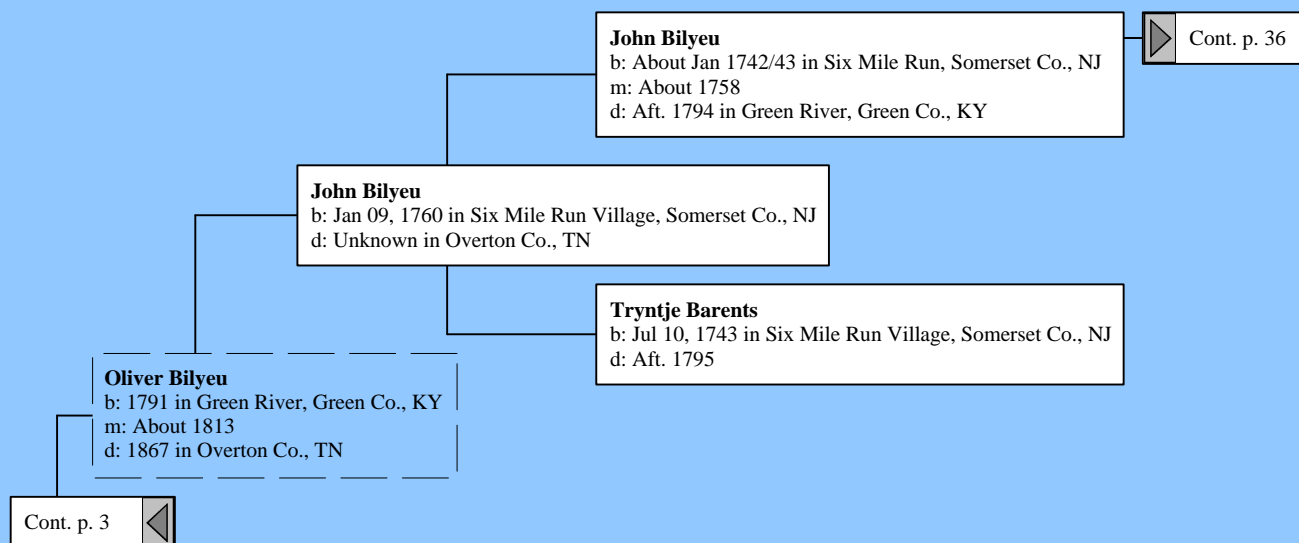 John Bilyeu
b: About Jan 1742/43 in Six Mile Run, Somerset Co., NJ
m: About 1758
d: Aft. 1794 in Green River, Green Co., KY
Cont. p. 36
John Bilyeu
b: Jan 09, 1760 in Six Mile Run Village, Somerset Co., NJ
d: Unknown in Overton Co., TN
Tryntje Barents
b: Jul 10, 1743 in Six Mile Run Village, Somerset Co., NJ
d: Aft. 1795
Oliver Bilyeu
b: 1791 in Green River, Green Co., KY
m: About 1813
d: 1867 in Overton Co., TN
Cont. p. 3